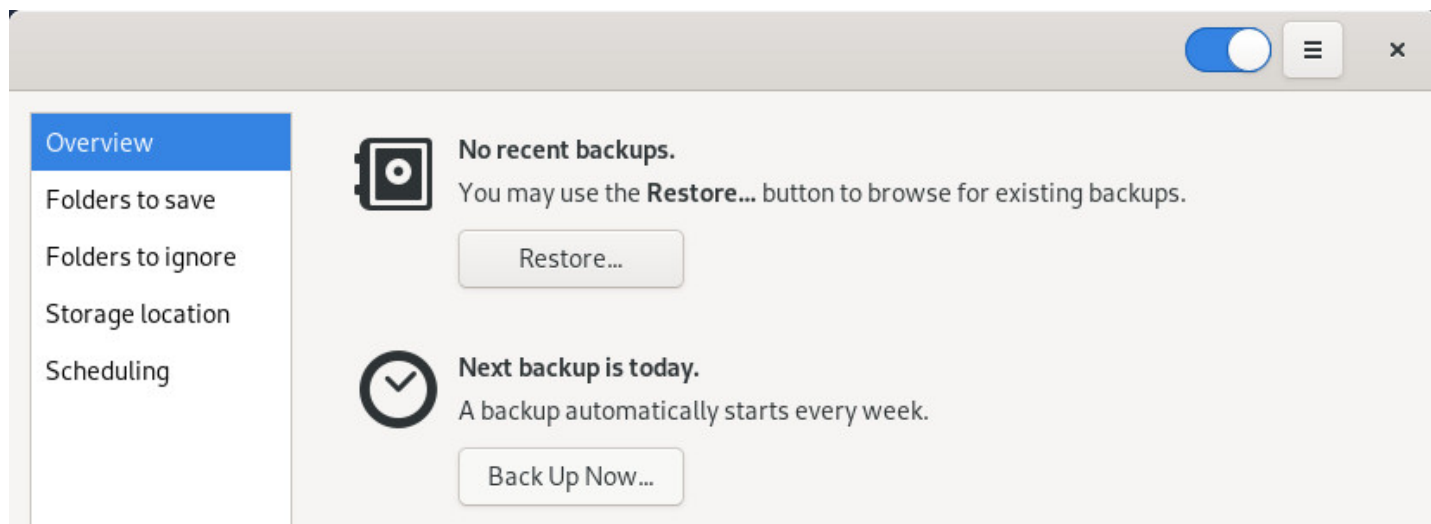 Overview
Folders to save
Folders to ignore
Storage location
Scheduling
No recent backups.
You may use the Restore... button to browse for existing backups.
Restore...
Next backup is today.
A backup automatically starts every week.
Back Up Now...